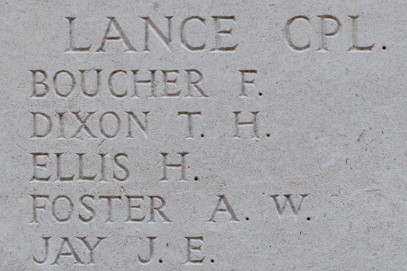 LANCE CPL.
BOUCHER F.
DIXON T. H.
ELLIS H.
FOSTER A. W.
JAY J. E.